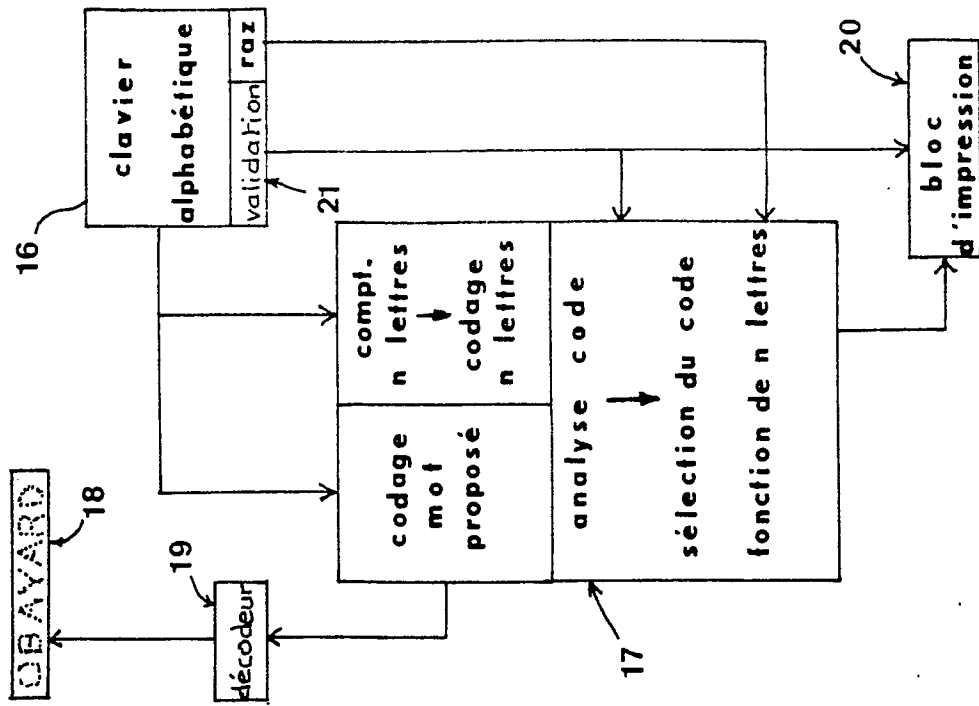 OBAYARD
18
19
décodeur
16
clavier
alphabétique
validation
raz
21
codage
mot
proposé
compt.
n lettres
codage
n lettres
analyse code
sélection du code
fonction de n lettres
17
20
bloc
d'impression